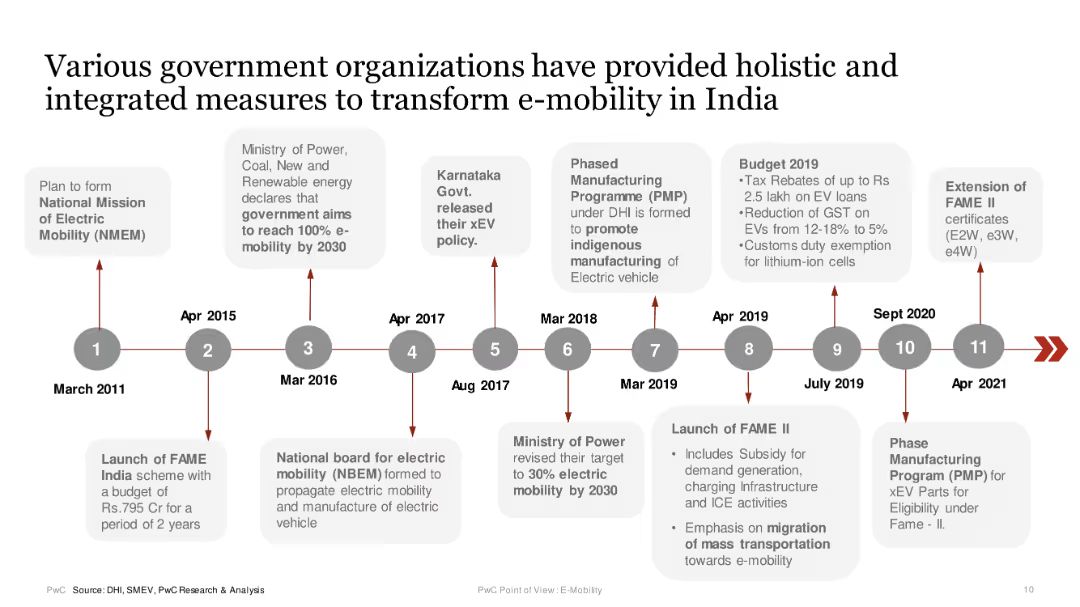 Various government organizations have provided holistic and
integrated measures to transform e-mobility in India
Plan to form
National Mission
of Electric
Mobility (NMEM)
Ministry of Power,
Coal, New and
Renewable energy
declares that
government aims
to reach 100% e-
mobility by 2030
Karnataka
Govt.
released
their xEV
policy.
Phased
Manufacturing
Programme (PMP)
under DHI is formed
to promote
indigenous
manufacturing of
Electric vehicle
Budget 2019
•Tax Rebates of up to Rs
2.5 lakh on EV loans
•Reduction of GST on
EVs from 12-18% to 5%
•Customs duty exemption
for lithium-ion cells
Extension of
FAME II
certificates
(E2W, e3W,
e4W)
1
March 2011
Apr 2015
2
3
Mar 2016
Apr 2017
4
5
Aug 2017
Mar 2018
6
7
Mar 2019
Apr 2019
8
9
July 2019
Sept 2020
10
11
Apr 2021
Launch of FAME
India scheme with
a budget of
Rs.795 Cr for a
period of 2 years
National board for electric
mobility (NBEM) formed to
propagate electric mobility
and manufacture of electric
vehicle
Ministry of Power
revised their target
to 30% electric
mobility by 2030
Launch of FAME II
• Includes Subsidy for
demand generation,
charging Infrastructure
and ICE activities
• Emphasis on migration
of mass transportation
towards e-mobility
Phase
Manufacturing
Program (PMP) for
xEV Parts for
Eligibility under
Fame - II.
PwC Source: DHI, SMEV, PwC Research & Analysis
PwC Point of View : E-Mobility
10